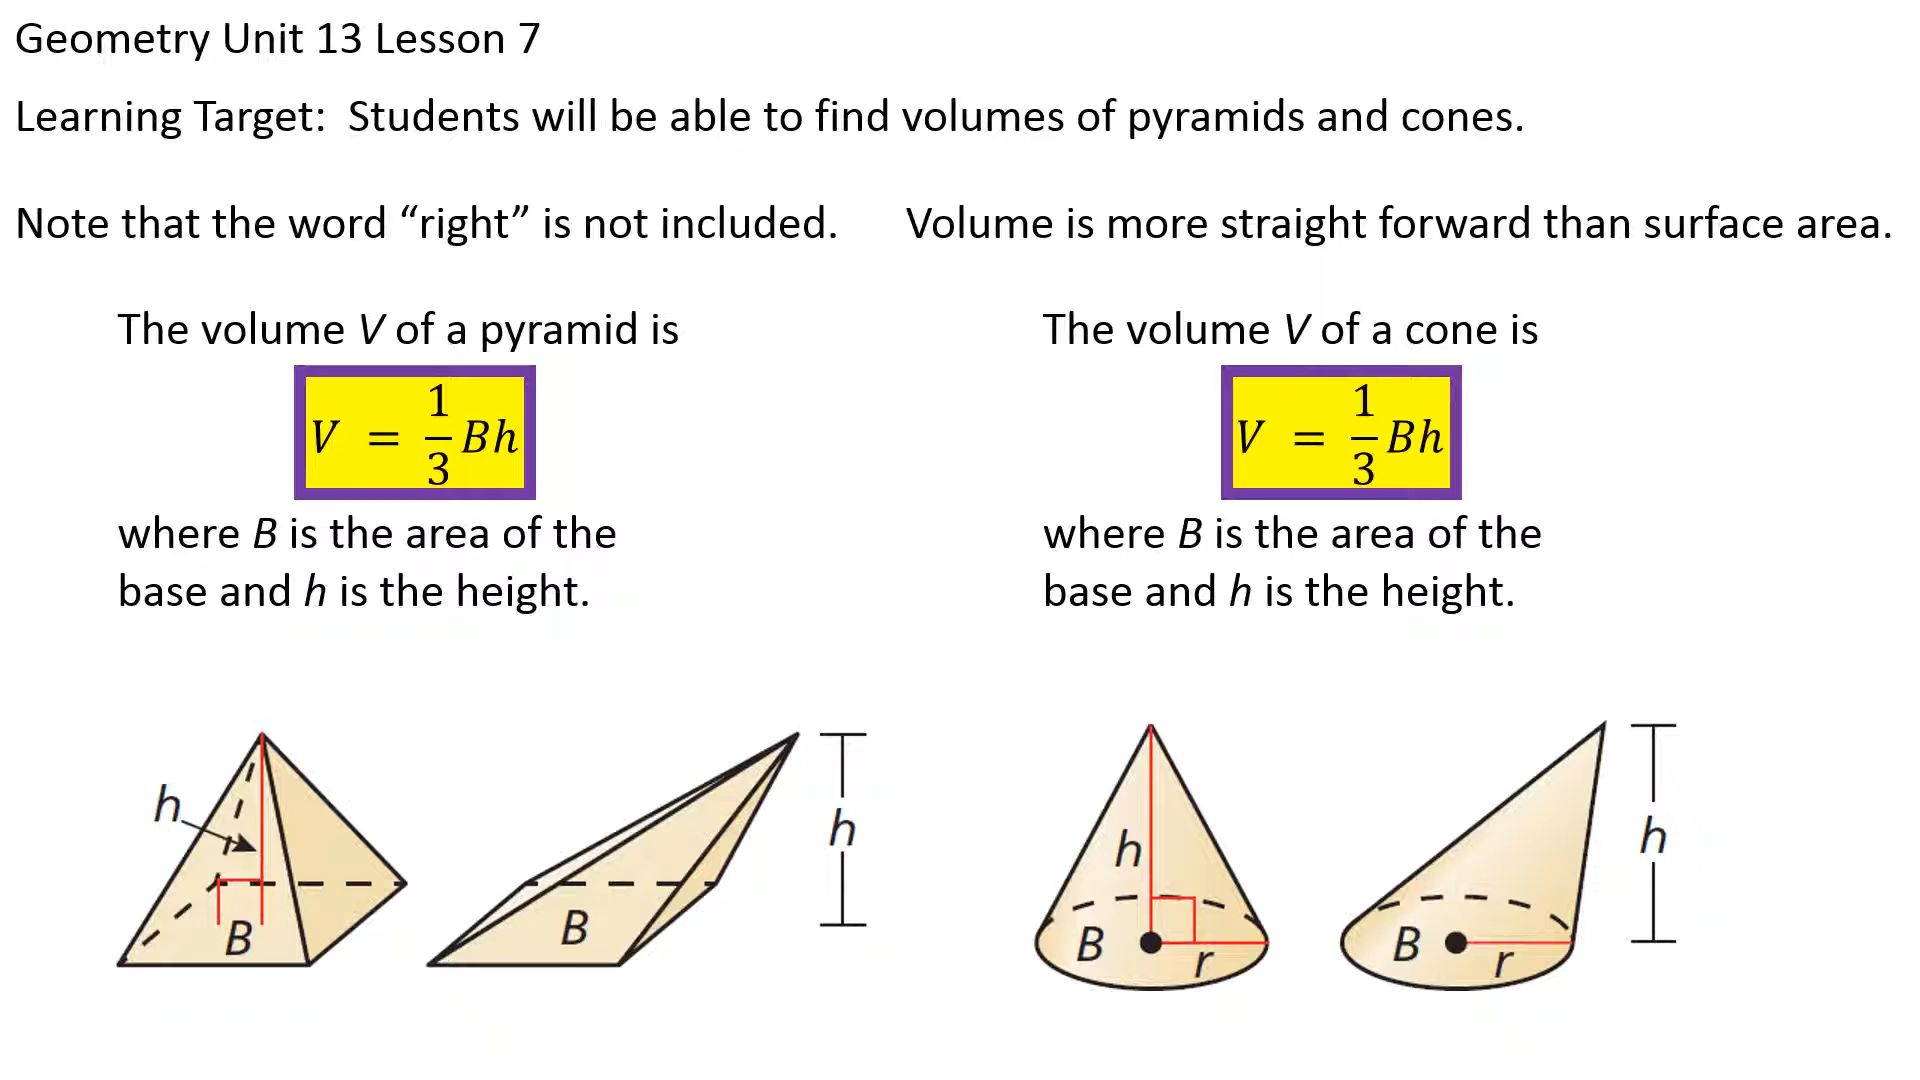 Geometry Unit 13 Lesson 7
Learning Target:  Students will be able to find volumes of pyramids and cones.
Note that the word “right” is not included.
Volume is more straight forward than surface area.
The volume V of a pyramid is
V = 1/3 Bh
where B is the area of the
base and h is the height.
The volume V of a cone is
V = 1/3 Bh
where B is the area of the
base and h is the height.
h
B
B
h
h
B
r
B
r
h